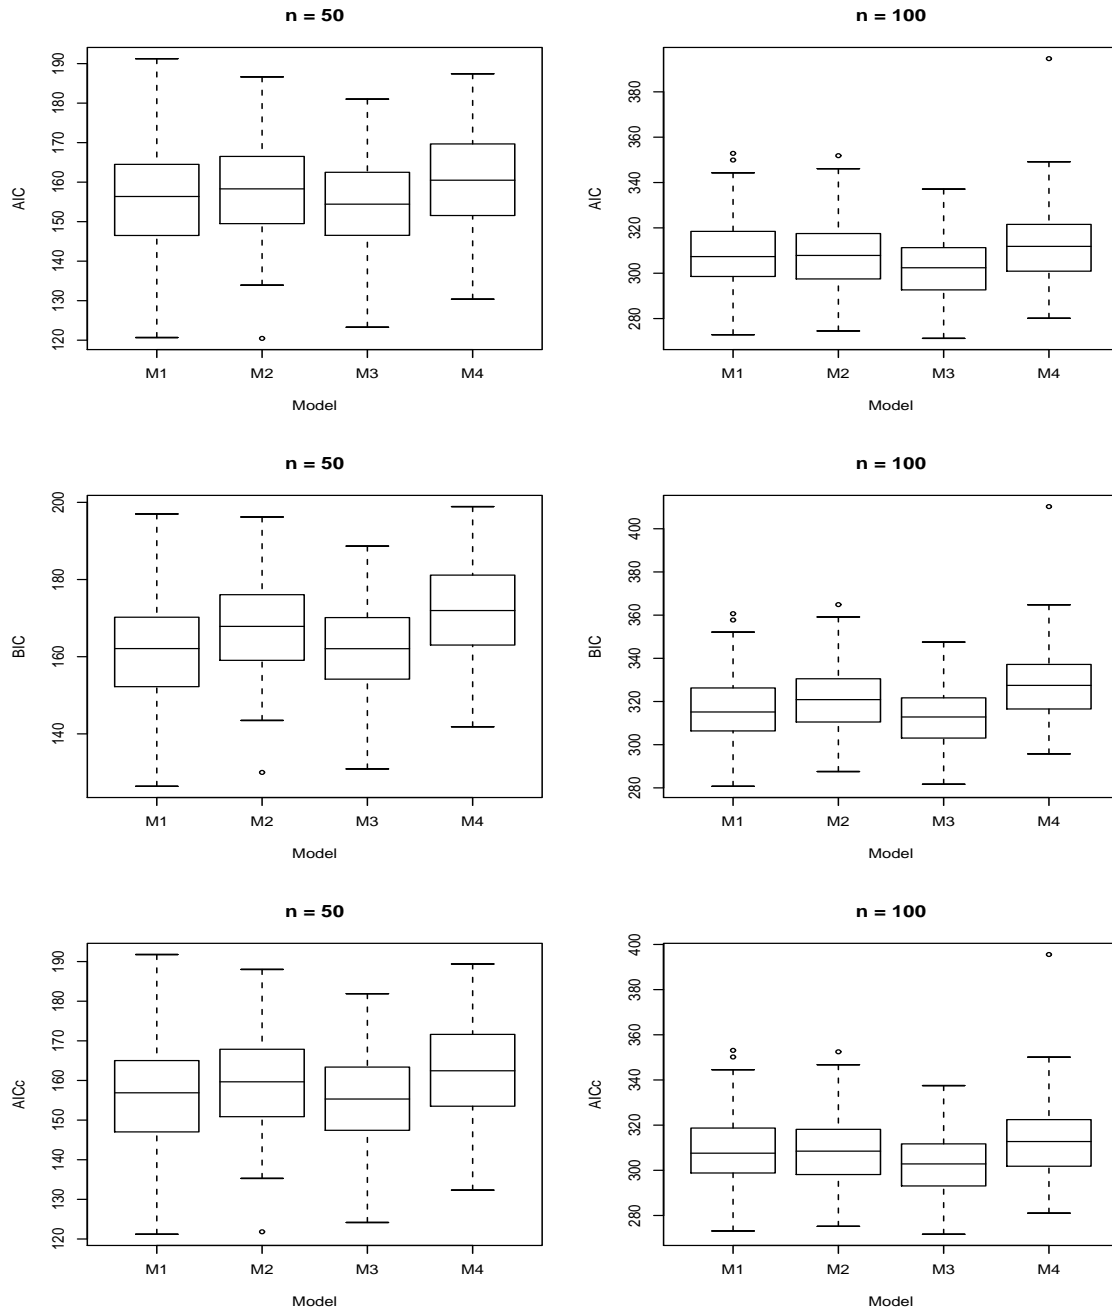 n = 50
AIC
190
180
170
160
150
140
130
120
M1 M2 M3 M4
Model
n = 100
AIC
380
360
340
320
300
280
M1 M2 M3 M4
Model
n = 50
BIC
200
180
160
140
M1 M2 M3 M4
Model
n = 100
BIC
400
380
360
340
320
300
280
M1 M2 M3 M4
Model
n = 50
AICc
190
180
170
160
150
140
130
120
M1 M2 M3 M4
Model
n = 100
AICc
400
380
360
340
320
300
280
M1 M2 M3 M4
Model